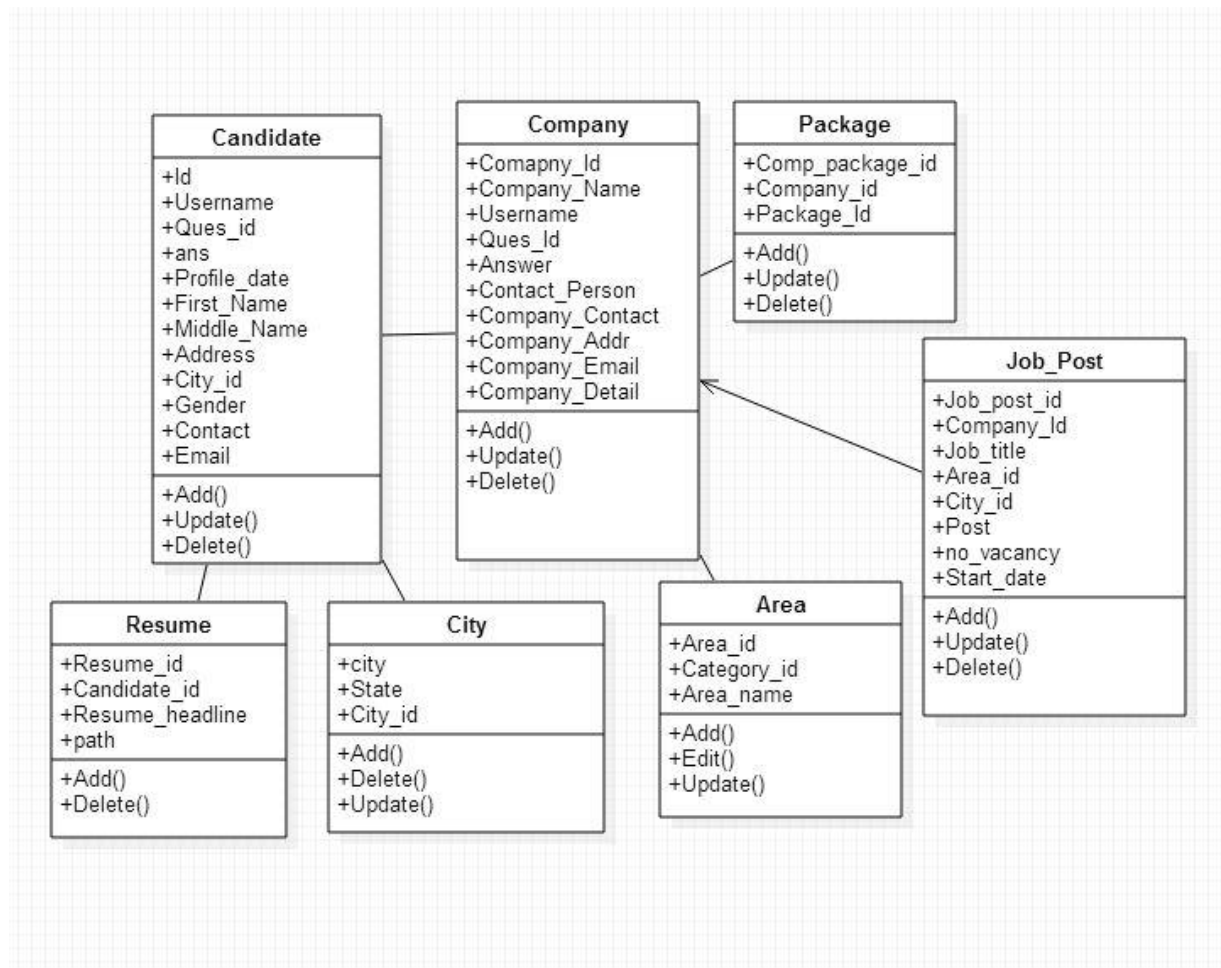 Candidate
+Id
+Username
+Ques_id
+ans
+Profile_date
+First_Name
+Middle_Name
+Address
+City_id
+Gender
+Contact
+Email
+Add()
+Update()
+Delete()
Company
+Comapny_Id
+Company_Name
+Username
+Ques_Id
+Answer
+Contact_Person
+Company_Contact
+Company_Addr
+Company_Email
+Company_Detail
+Add()
+Update()
+Delete()
Package
+Comp_package_id
+Company_id
+Package_Id
+Add()
+Update()
+Delete()
Job_Post
+Job_post_id
+Company_Id
+Job_title
+Area_id
+City_id
+Post
+no_vacancy
+Start_date
+Add()
+Update()
+Delete()
Resume
+Resume_id
+Candidate_id
+Resume_headline
+path
+Add()
+Delete()
City
+city
+State
+City_id
+Add()
+Delete()
+Update()
Area
+Area_id
+Category_id
+Area_name
+Add()
+Edit()
+Update()